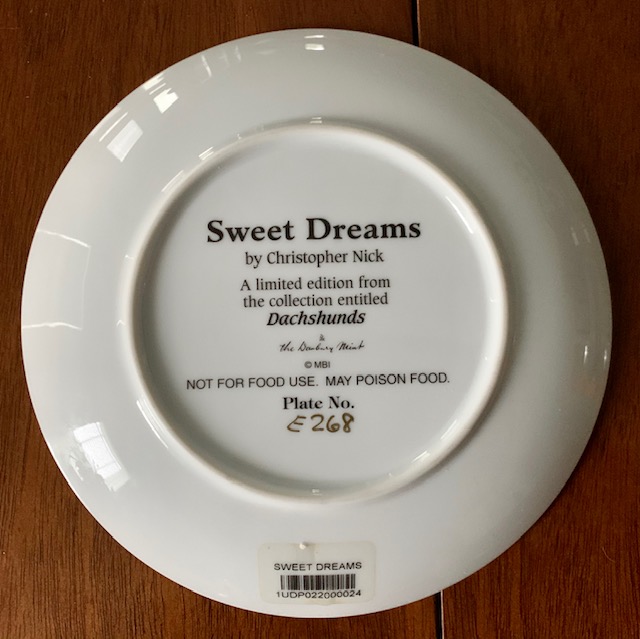 Sweet Dreams
by Christopher Nick
A limited edition from
the collection entitled
Dachshunds
&
the Danbury Mint
© MBI
NOT FOR FOOD USE. MAY POISON FOOD.
Plate No.
E268
SWEET DREAMS
1UDP022000024